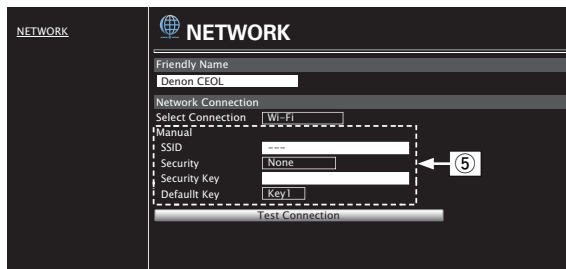 NETWORK
NETWORK
Friendly Name
Denon CEOL
Network Connection
Select Connection Wi-Fi
Manual
SSID ---
Security None
⑤
Security Key
Defaullt Key Key1
Test Connection